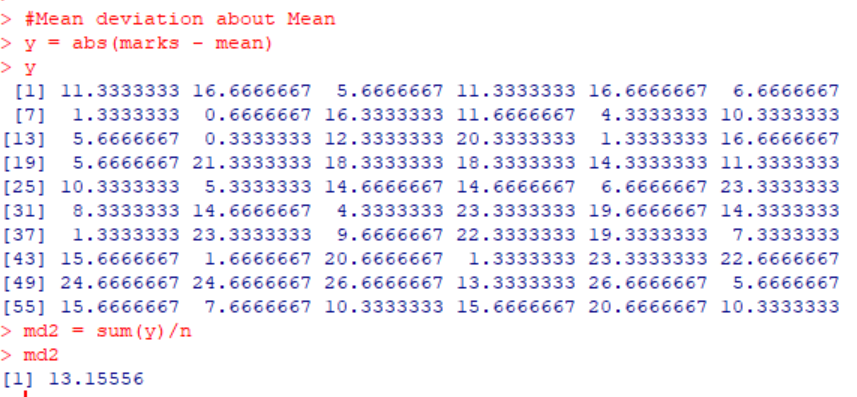 > #Mean deviation about Mean
> y = abs(marks - mean)
> y
[1] 11.3333333 16.6666667 5.6666667 11.3333333 16.6666667 6.6666667
[7] 1.3333333 0.6666667 16.3333333 11.6666667 4.3333333 10.3333333
[13] 5.6666667 0.3333333 12.3333333 20.3333333 1.3333333 16.6666667
[19] 5.6666667 21.3333333 18.3333333 18.3333333 14.3333333 11.3333333
[25] 10.3333333 5.3333333 14.6666667 14.6666667 6.6666667 23.3333333
[31] 8.3333333 14.6666667 4.3333333 23.3333333 19.6666667 14.3333333
[37] 1.3333333 23.3333333 9.6666667 22.3333333 19.3333333 7.3333333
[43] 15.6666667 1.6666667 20.6666667 1.3333333 23.3333333 22.6666667
[49] 24.6666667 24.6666667 26.6666667 13.3333333 26.6666667 5.6666667
[55] 15.6666667 7.6666667 10.3333333 15.6666667 20.6666667 10.3333333
> md2 = sum(y)/n
> md2
[1] 13.15556